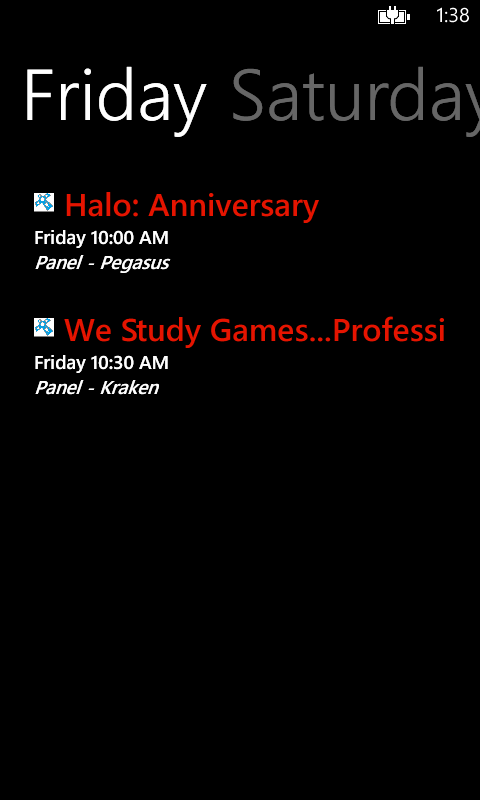 1:38
Friday Saturday
Halo: Anniversary
Friday 10:00 AM
Panel - Pegasus
We Study Games...Professi
Friday 10:30 AM
Panel - Kraken